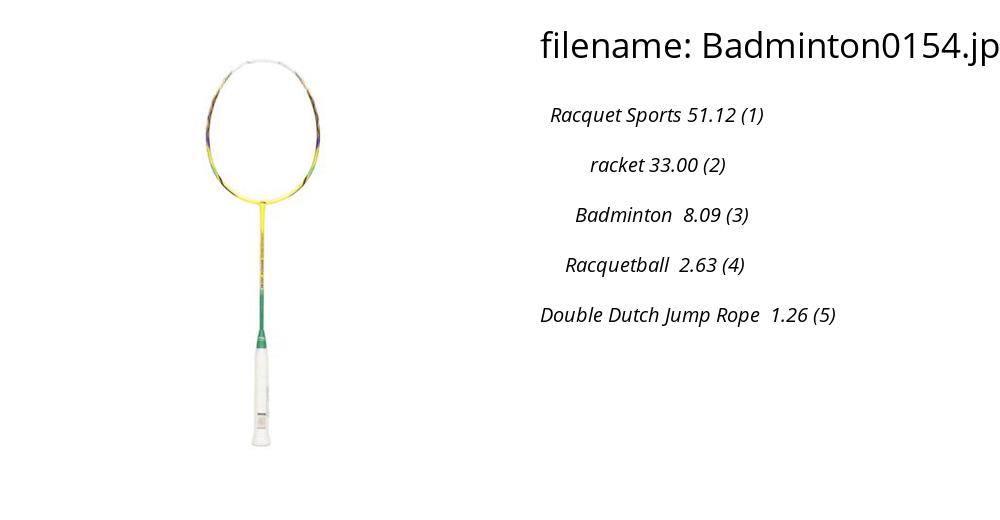 filename: Badminton0154.jp
Racquet Sports 51.12 (1)
racket 33.00 (2)
Badminton 8.09 (3)
Racquetball 2.63 (4)
Double Dutch Jump Rope 1.26 (5)